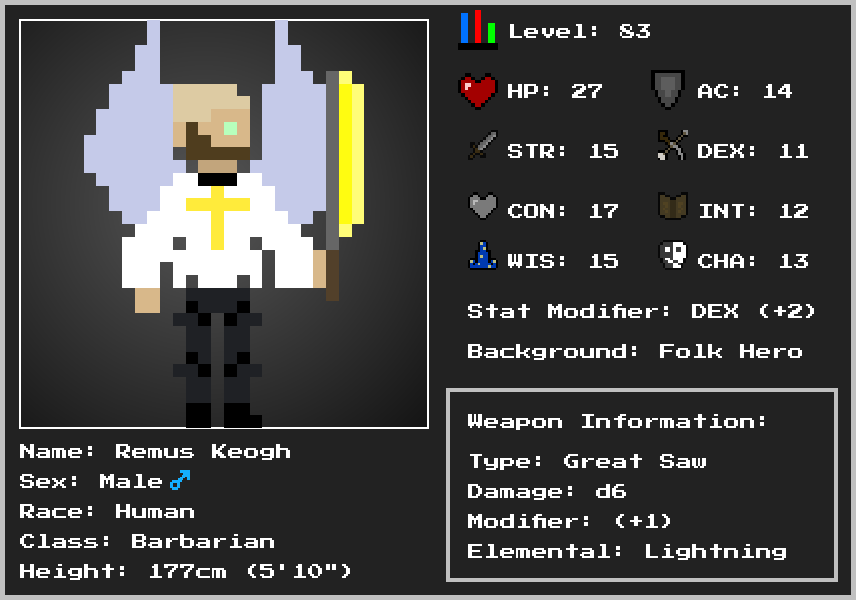 Level: 83
HP: 27
AC: 14
STR: 15
DEX: 11
CON: 17
INT: 12
WIS: 15
CHA: 13
Stat Modifier: DEX (+2)
Background: Folk Hero
Weapon Information:
Type: Great Saw
Damage: d6
Modifier: (+1)
Elemental: Lightning
Name: Remus Keogh
Sex: Male♂
Race: Human
Class: Barbarian
Height: 177cm (5'10")